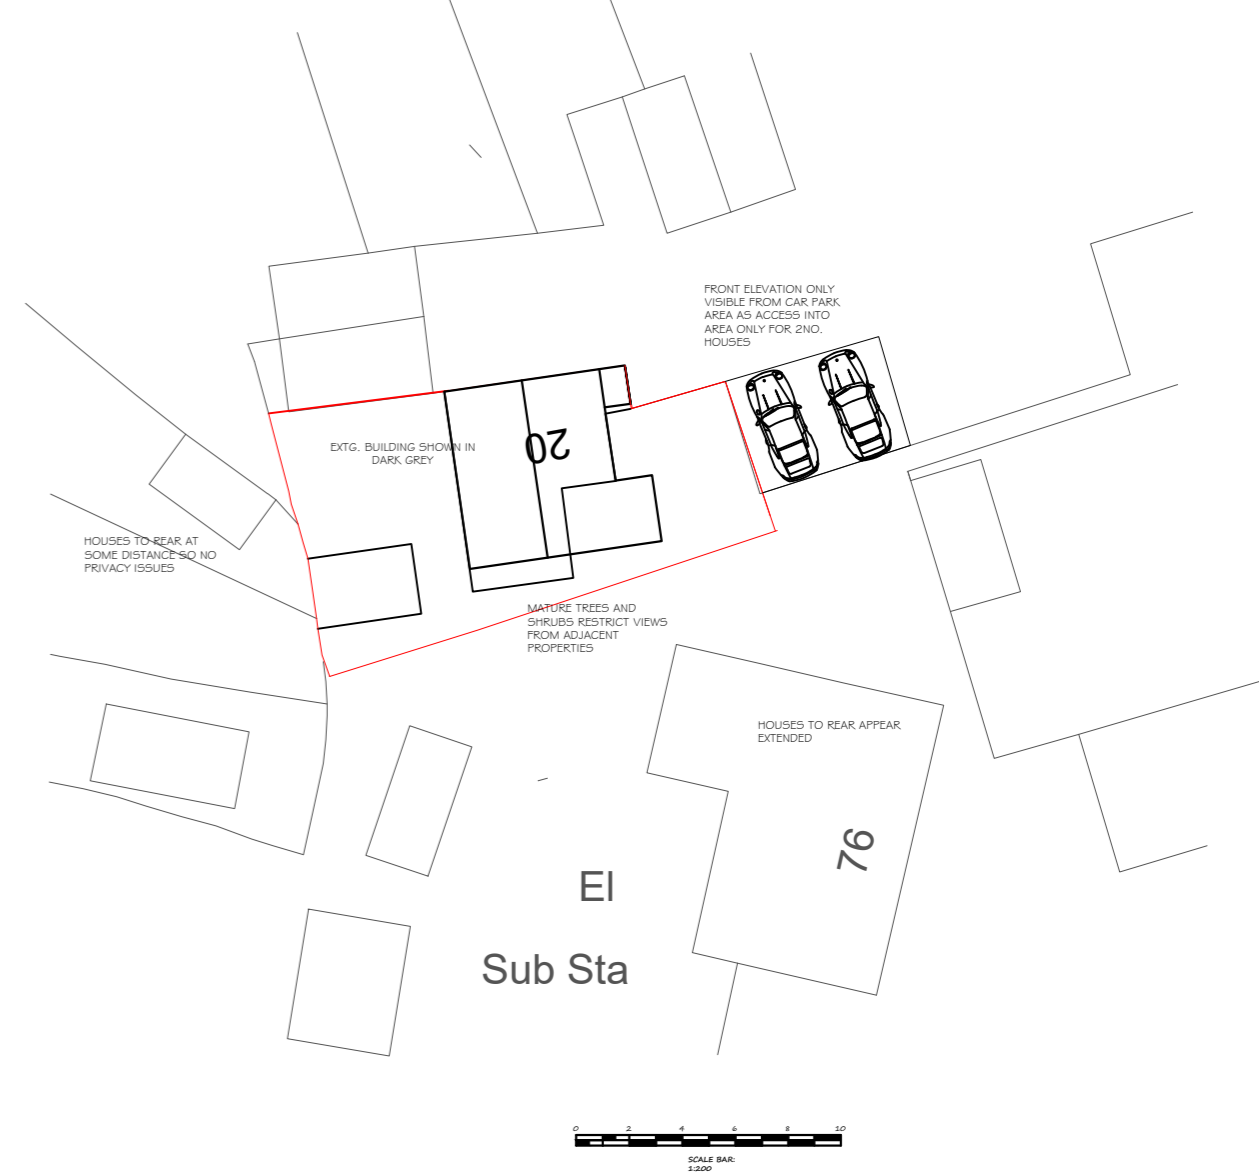 FRONT ELEVATION ONLY
VISIBLE FROM CAR PARK
AREA AS ACCESS INTO
AREA ONLY FOR 2NO.
HOUSES
EXTG. BUILDING SHOWN IN
DARK GREY
20
HOUSES TO REAR AT
SOME DISTANCE SO NO
PRIVACY ISSUES
MATURE TREES AND
SHRUBS RESTRICT VIEWS
FROM ADJACENT
PROPERTIES
HOUSES TO REAR APPEAR
EXTENDED
76
El
Sub Sta
0 2 4 6 8 10
SCALE BAR:
1:200